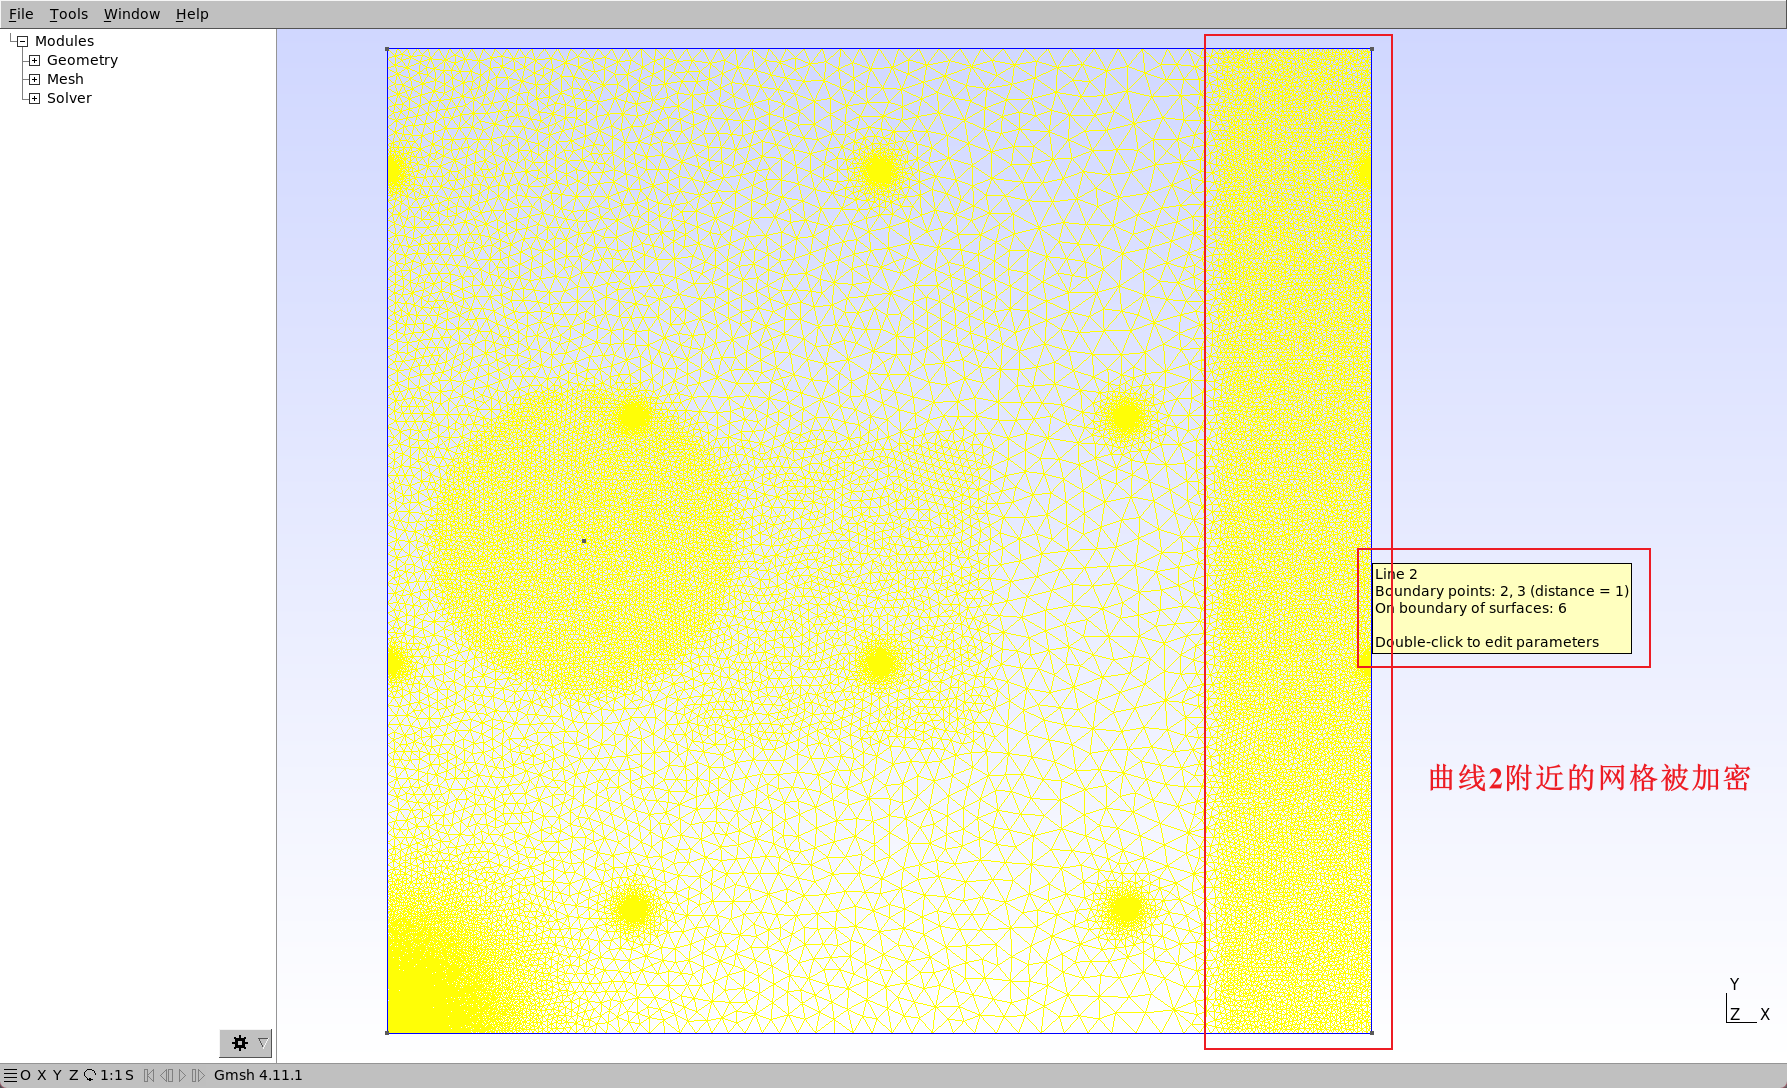 File Tools Window Help
Modules
Geometry
Mesh
Solver
Line 2
Boundary points: 2, 3 (distance = 1)
On boundary of surfaces: 6
Double-click to edit parameters
曲线2附近的网格被加密
Y
Z X
O X Y Z 1:1 S Gmsh 4.11.1